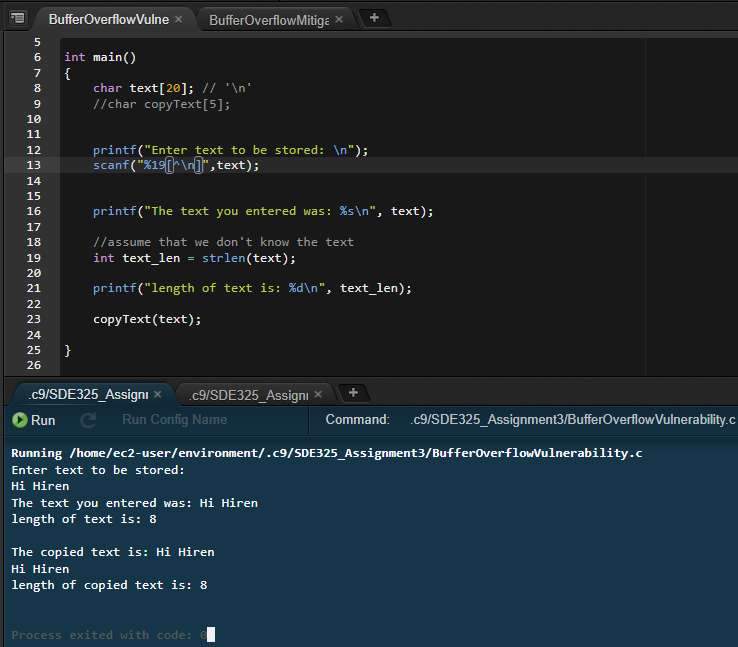 BufferOverflowVulne × BufferOverflowMitiga × +
5
6 int main()
7 {
8 char text[20]; // '\n'
9 //char copyText[5];
10
11
12 printf("Enter text to be stored: \n");
13 scanf("%19[^\n]",text);
14
15
16 printf("The text you entered was: %s\n", text);
17
18 //assume that we don't know the text
19 int text_len = strlen(text);
20
21 printf("length of text is: %d\n", text_len);
22
23 copyText(text);
24
25 }
26
.c9/SDE325_Assignr × .c9/SDE325_Assignr × +
Run Run Config Name Command: .c9/SDE325_Assignment3/BufferOverflowVulnerability.c
Running /home/ec2-user/environment/.c9/SDE325_Assignment3/BufferOverflowVulnerability.c
Enter text to be stored:
Hi Hiren
The text you entered was: Hi Hiren
length of text is: 8
The copied text is: Hi Hiren
Hi Hiren
length of copied text is: 8
Process exited with code: 0